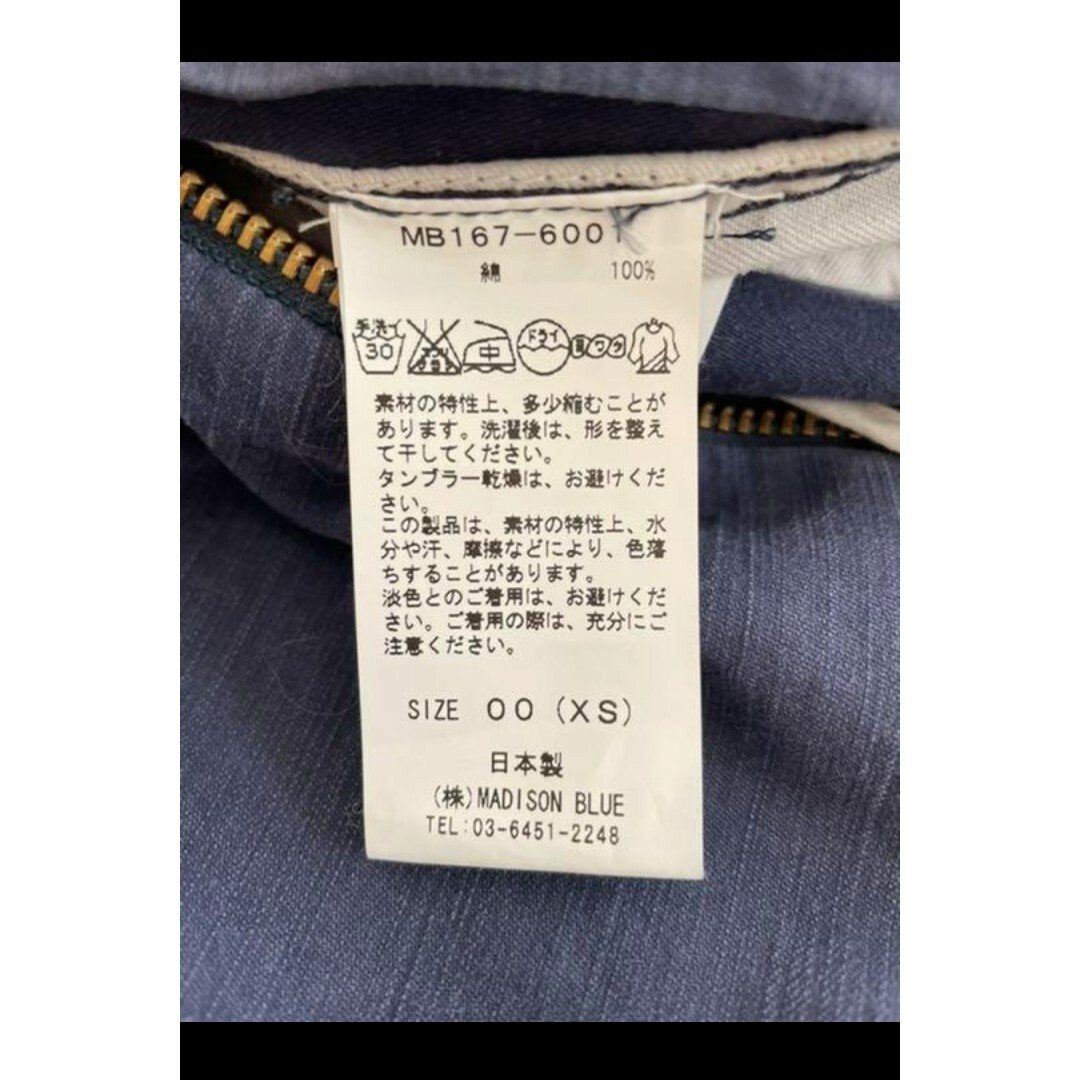 MB167-6001
綿 100%
手洗イ 30 中 ドライ ヨワク
素材の特性上、多少縮むことが
あります。洗濯後は、形を整え
て干してください。
タンブラー乾燥は、お避けくだ
さい。
この製品は、素材の特性上、水
分や汗、摩擦などにより、色落
ちすることがあります。
淡色とのご着用は、お避けくだ
さい。ご着用の際は、充分にご
注意ください。
SIZE 00 (XS)
日本製
(株)MADISON BLUE
TEL:03-6451-2248